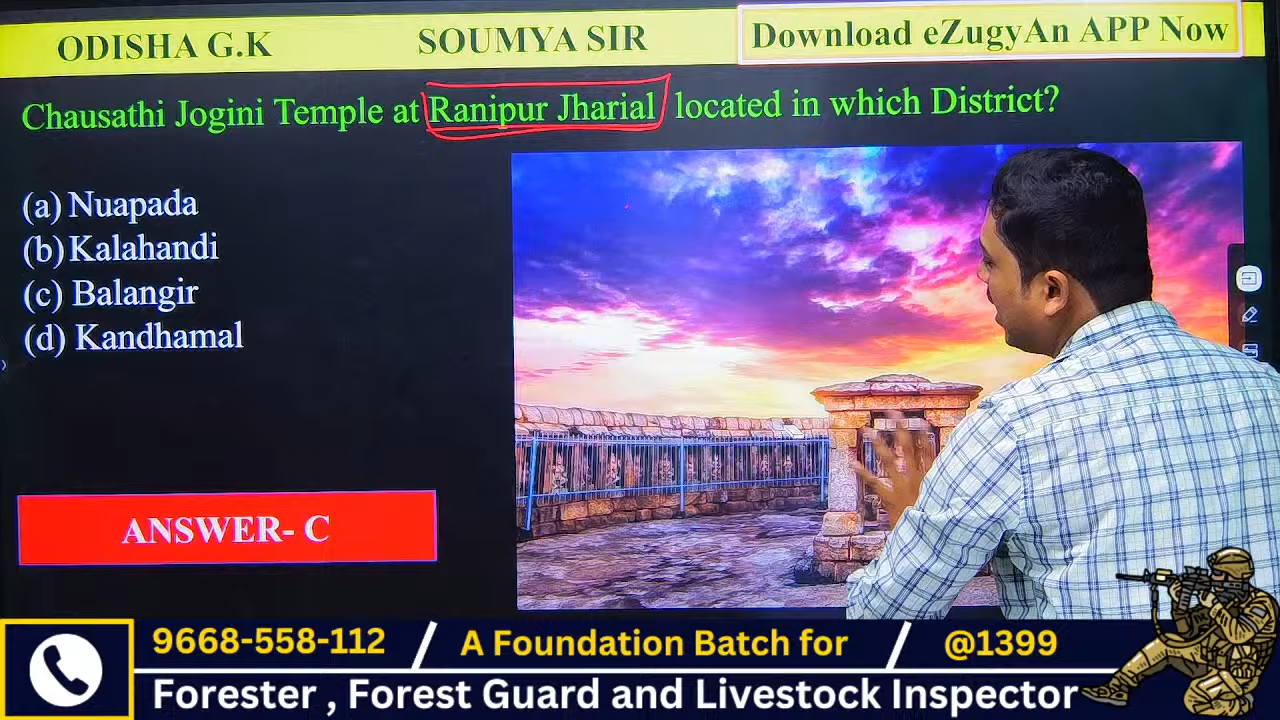 ODISHA G.K SOUMYA SIR Download eZugyAn APP Now
Chausathi Jogini Temple at Ranipur Jharial located in which District?
(a) Nuapada
(b) Kalahandi
(c) Balangir
(d) Kandhamal
ANSWER- C
9668-558-112 / A Foundation Batch for / @1399
Forester , Forest Guard and Livestock Inspector